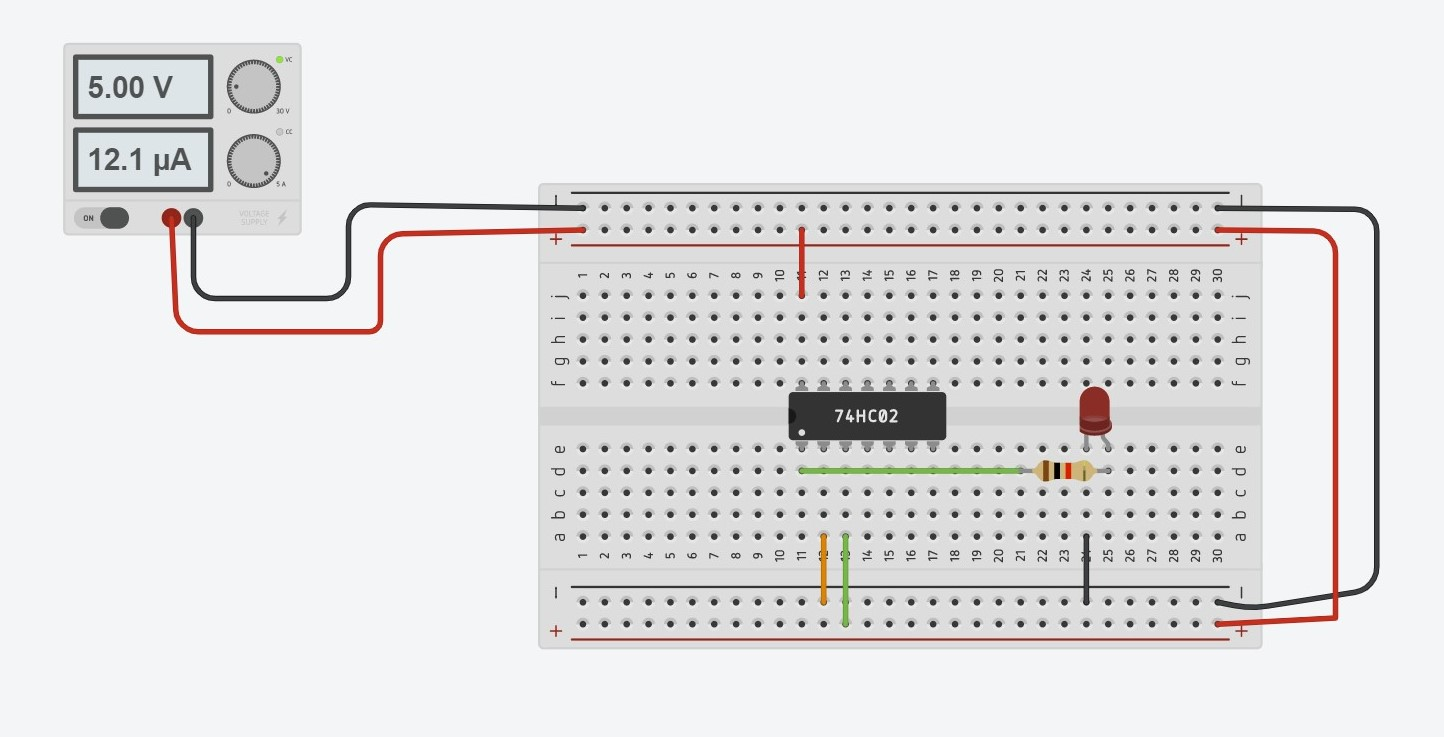 5.00 V
VC
0 30 V
12.1 µA
CC
0 5 A
ON
VOLTAGE
SUPPLY
- -
+ +
1 2 3 4 5 6 7 8 9 10 11 12 13 14 15 16 17 18 19 20 21 22 23 24 25 26 27 28 29 30
j j
i i
h h
g g
f f
74HC02
e e
d d
c c
b b
a a
1 2 3 4 5 6 7 8 9 10 11 12 13 14 15 16 17 18 19 20 21 22 23 24 25 26 27 28 29 30
- -
+ +